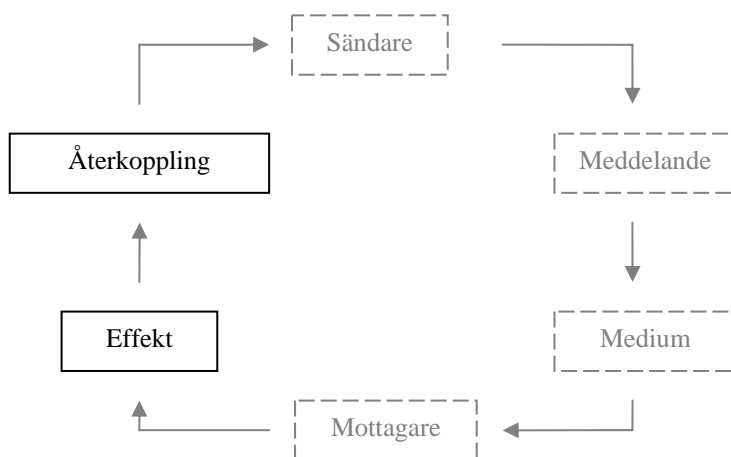 Sändare
Återkoppling
Meddelande
Effekt
Medium
Mottagare